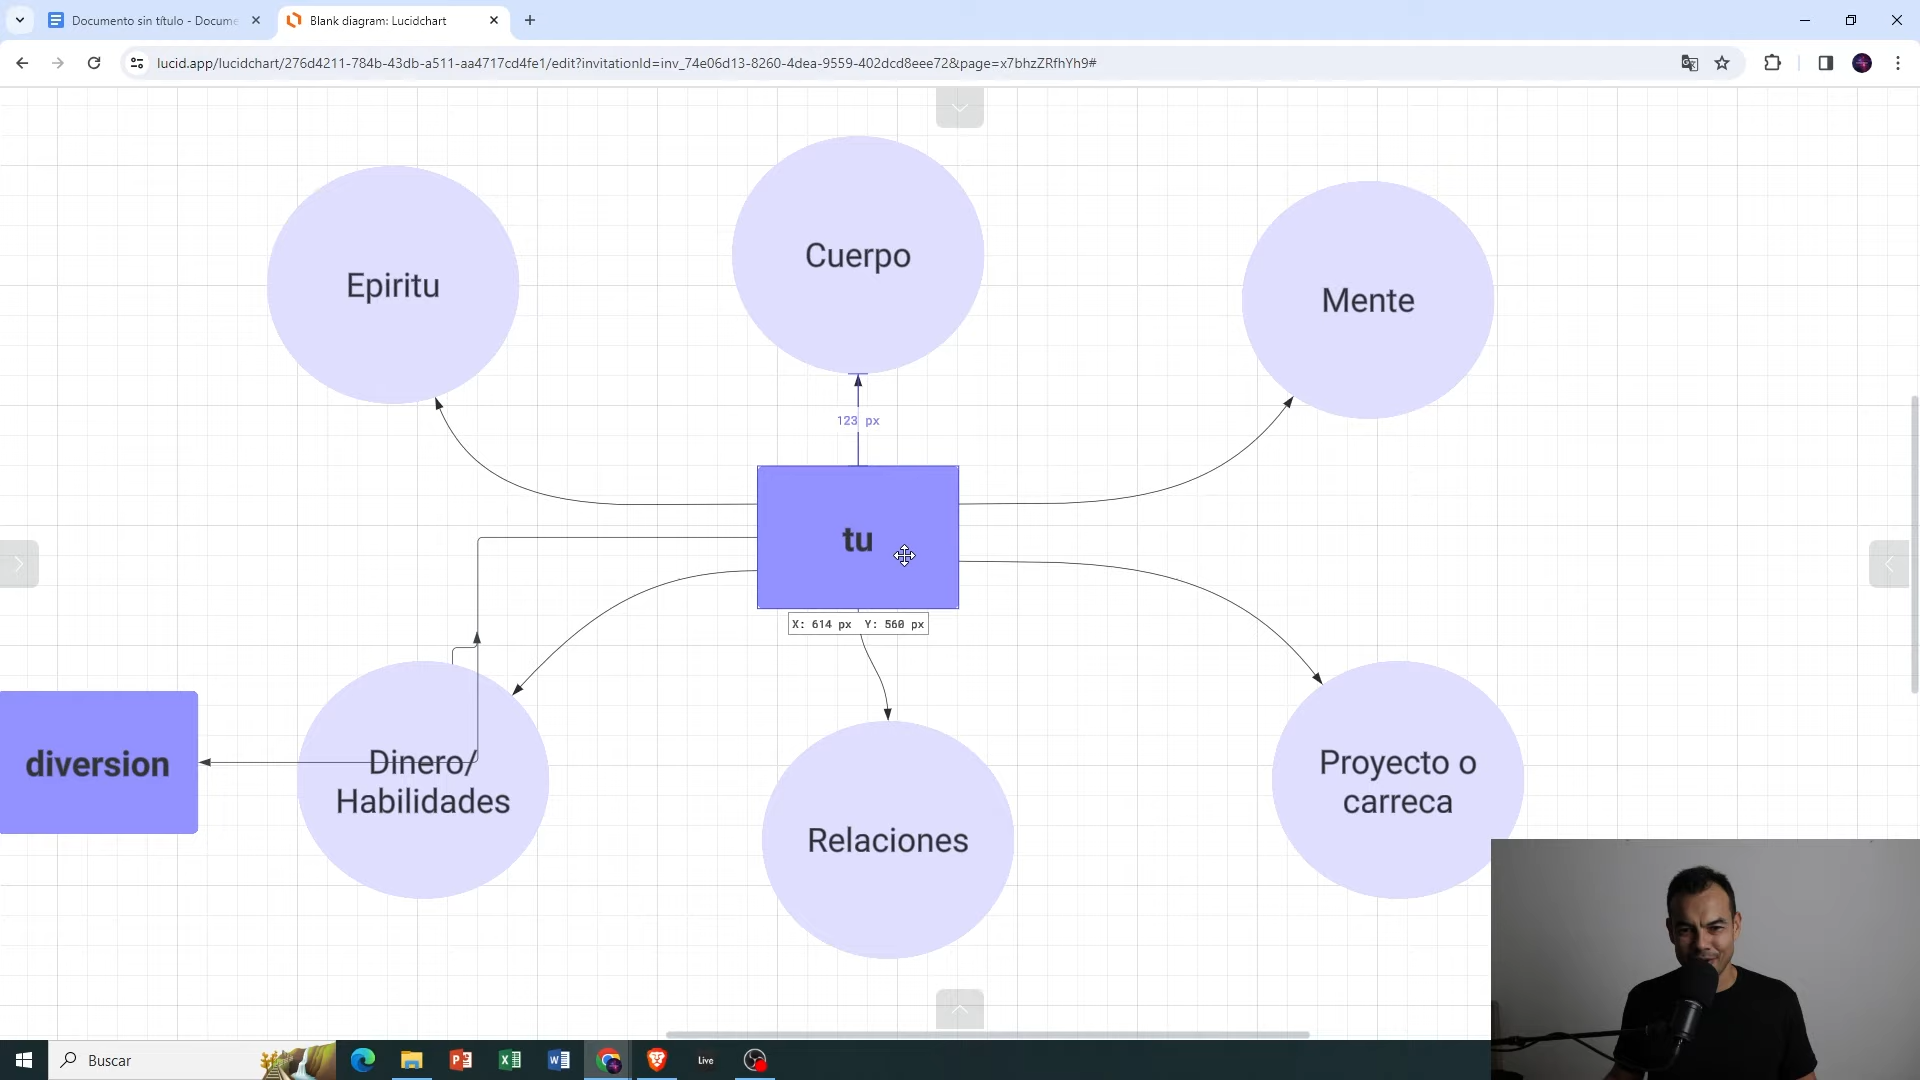 Documento sin título - Docume
Blank diagram: Lucidchart
lucid.app/lucidchart/276d4211-784b-43db-a511-aa4717cd4fe1/edit?invitationId=inv_74e06d13-8260-4dea-9559-402dcd8eee72&page=x7bhzZRfhYh9#
Cuerpo
Epiritu
Mente
123 px
tu
X: 614 px Y: 560 px
diversion
Dinero/
Habilidades
Proyecto o
carreca
Relaciones
Buscar
Live